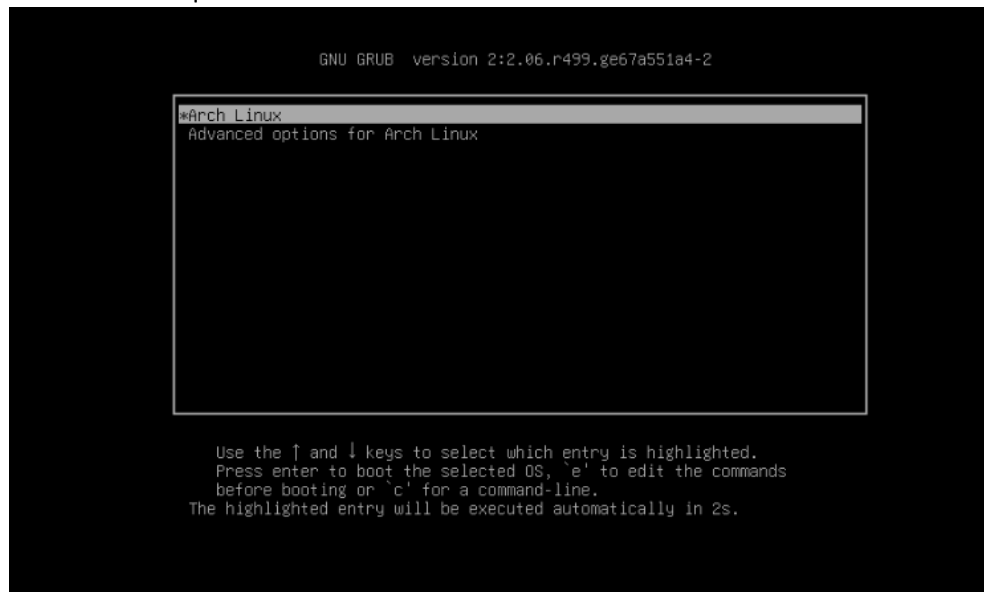 GNU GRUB version 2:2.06.r499.ge67a551a4-2
*Arch Linux
Advanced options for Arch Linux
Use the ↑ and ↓ keys to select which entry is highlighted.
Press enter to boot the selected OS, `e' to edit the commands
before booting or `c' for a command-line.
The highlighted entry will be executed automatically in 2s.